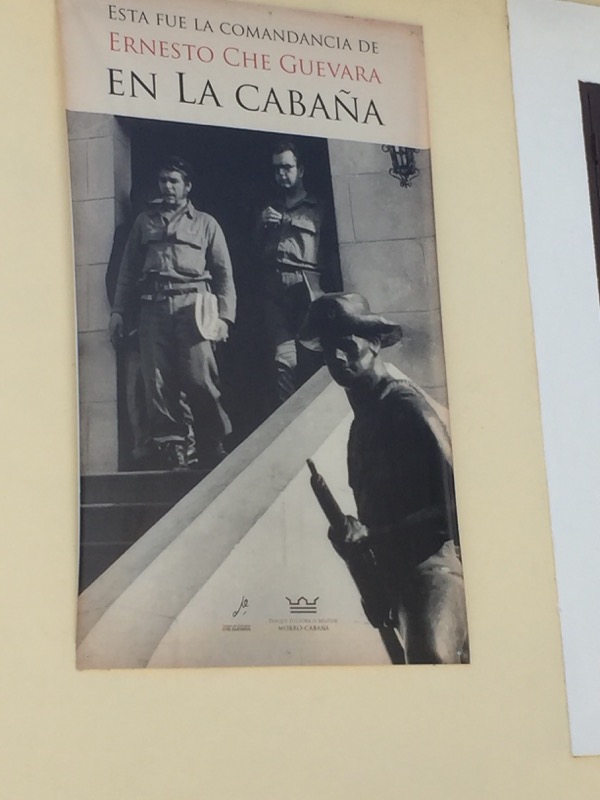 ESTA FUE LA COMANDANCIA DE
ERNESTO CHE GUEVARA
EN LA CABAÑA
MORRO-CABAÑA